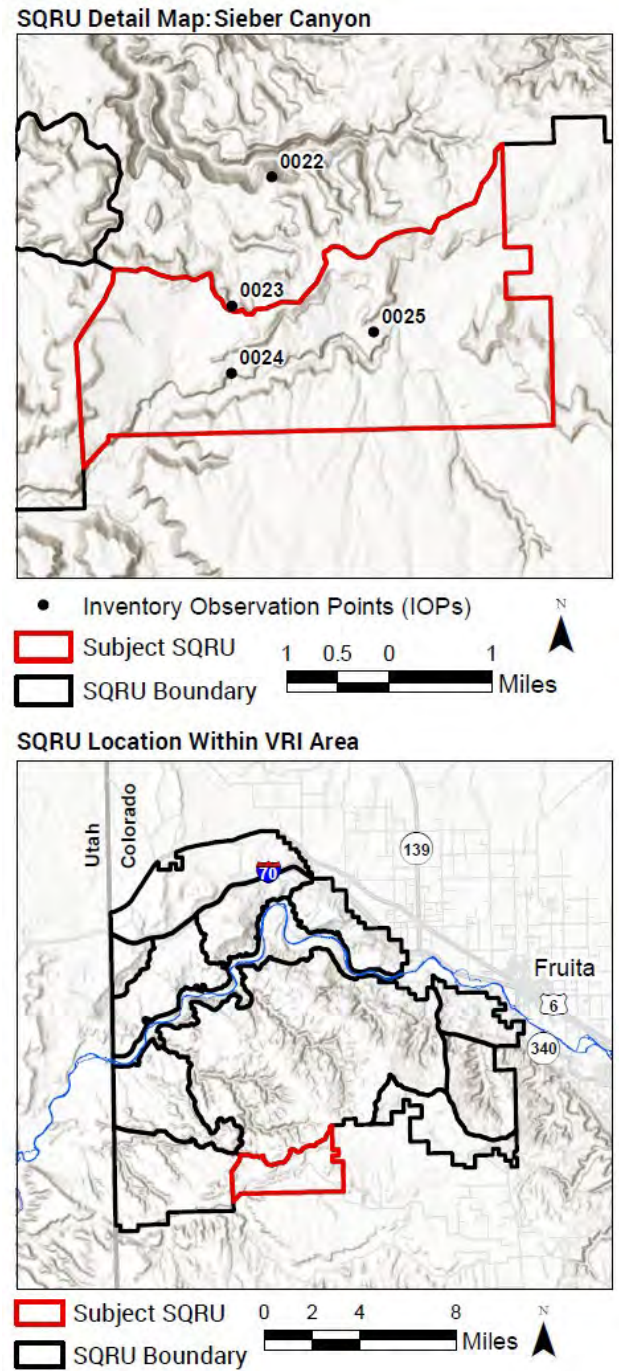 SQRU Detail Map: Sieber Canyon
0022
0023
0025
0024
Inventory Observation Points (IOPs)
N
Subject SQRU
1 0.5 0 1
SQRU Boundary
Miles
SQRU Location Within VRI Area
Utah
Colorado
139
70
Fruita
6
340
Subject SQRU
0 2 4 8
N
Miles
SQRU Boundary